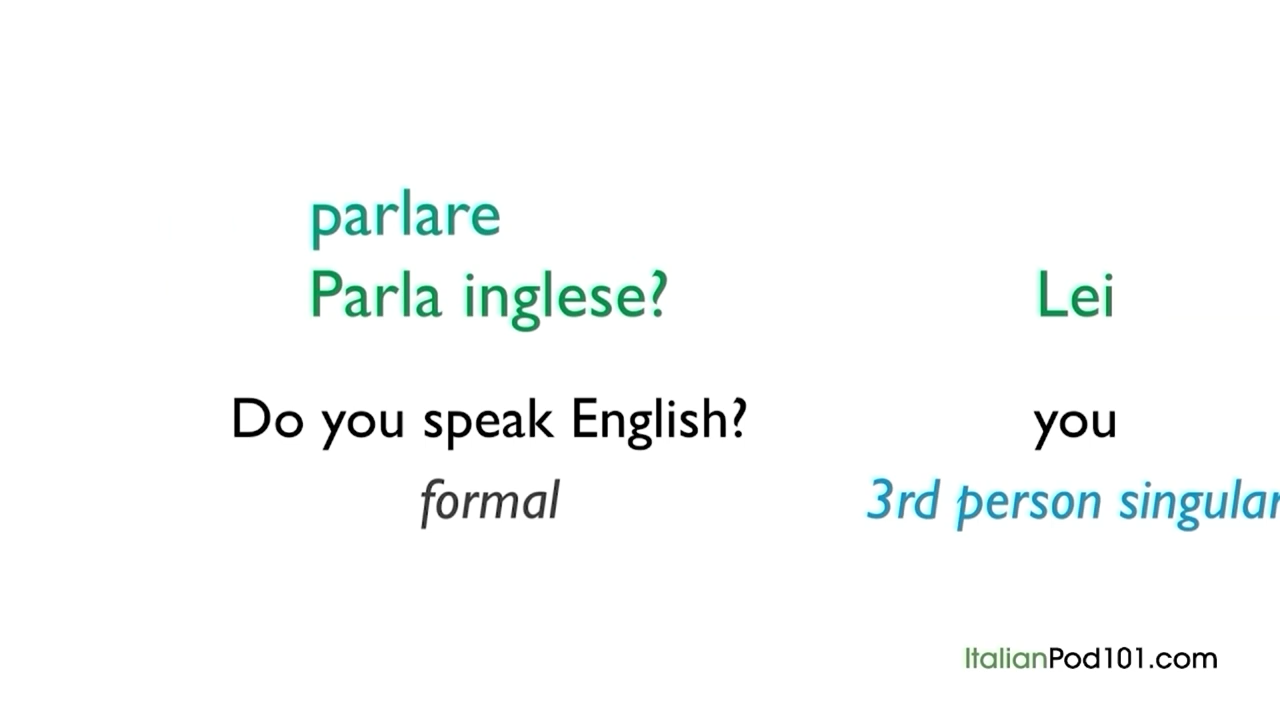 parlare
Parla inglese?
Lei
Do you speak English?
you
formal
3rd person singular
ItalianPod101.com